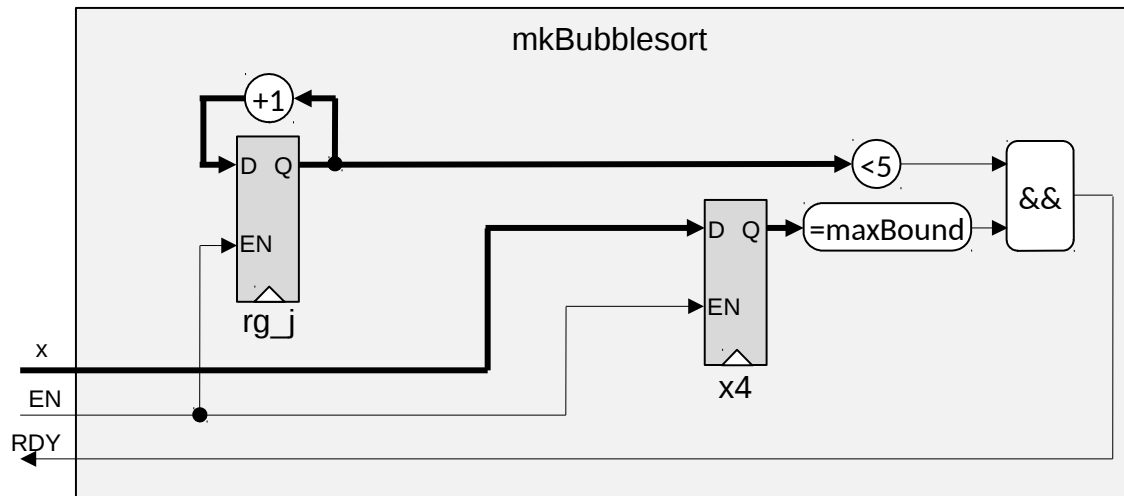 mkBubblesort
+1
D Q
<5
&&
D Q
=maxBound
EN
EN
rg_j
x
x4
EN
RDY